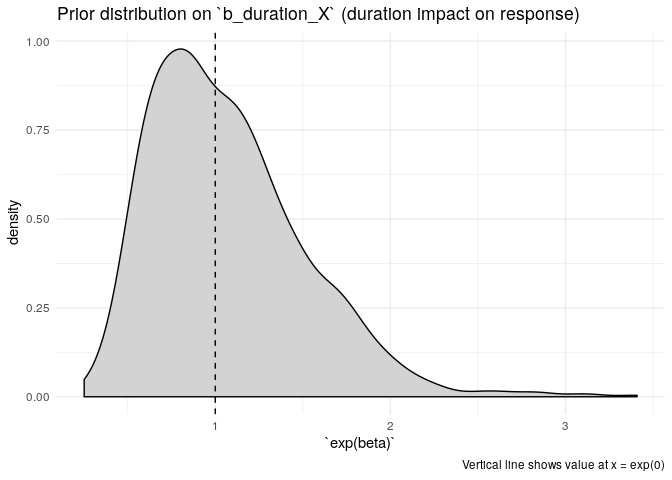 Prior distribution on `b_duration_X` (duration impact on response)
1.00
0.75
0.50
0.25
0.00
density
1
2
3
`exp(beta)`
Vertical line shows value at x = exp(0)